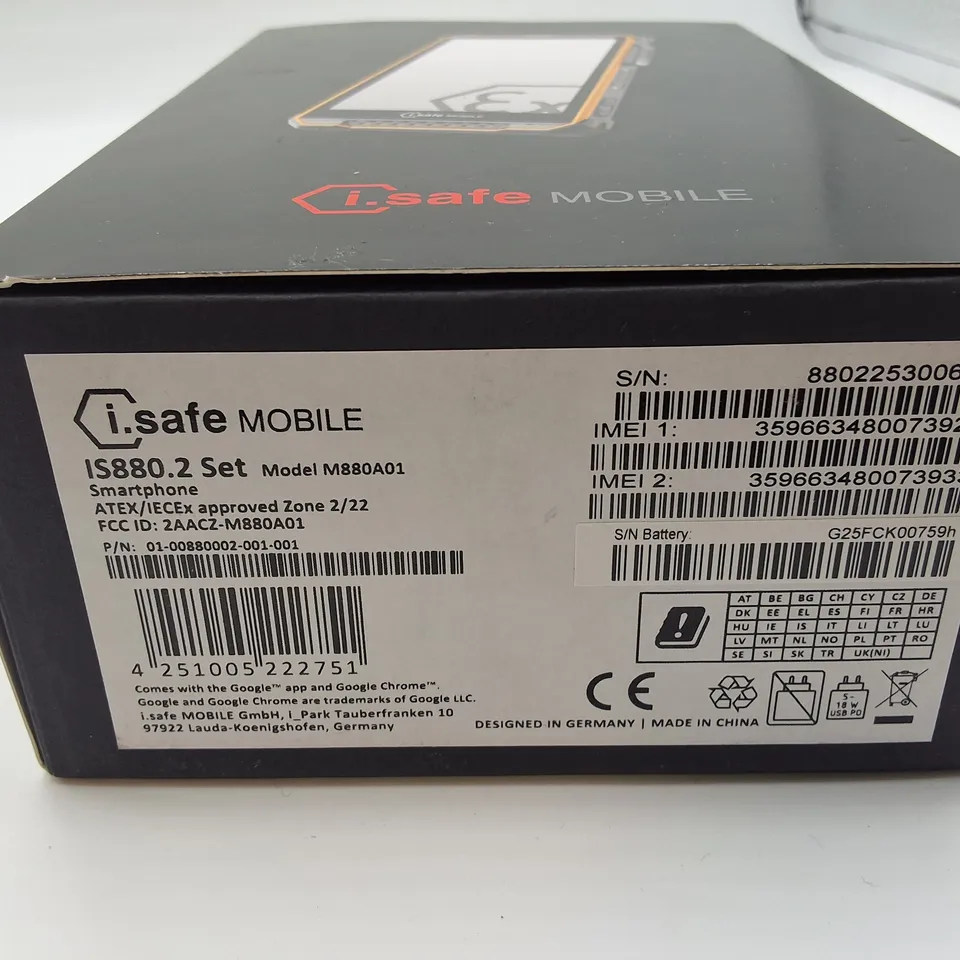 i.safe MOBILE
i.safe MOBILE
i.safe MOBILE
IS880.2 Set Model M880A01
Smartphone
ATEX/IECEx approved Zone 2/22
FCC ID: 2AACZ-M880A01
P/N: 01-00880002-001-001
4 251005 222751
Comes with the Google™ app and Google Chrome™.
Google and Google Chrome are trademarks of Google LLC.
i.safe MOBILE GmbH, i_Park Tauberfranken 10
97922 Lauda-Koenigshofen, Germany
S/N: 8802253006
IMEI 1: 35966348007392
IMEI 2: 359663480073933
S/N Battery: G25FCK00759h
AT BE BG CH CY CZ DE
DK EE EL ES FI FR HR
HU IE IS IT LI LT LU
LV MT NL NO PL PT RO
SE SI SK TR UK(NI)
CE
5 -
18 W
USB PD
DESIGNED IN GERMANY | MADE IN CHINA